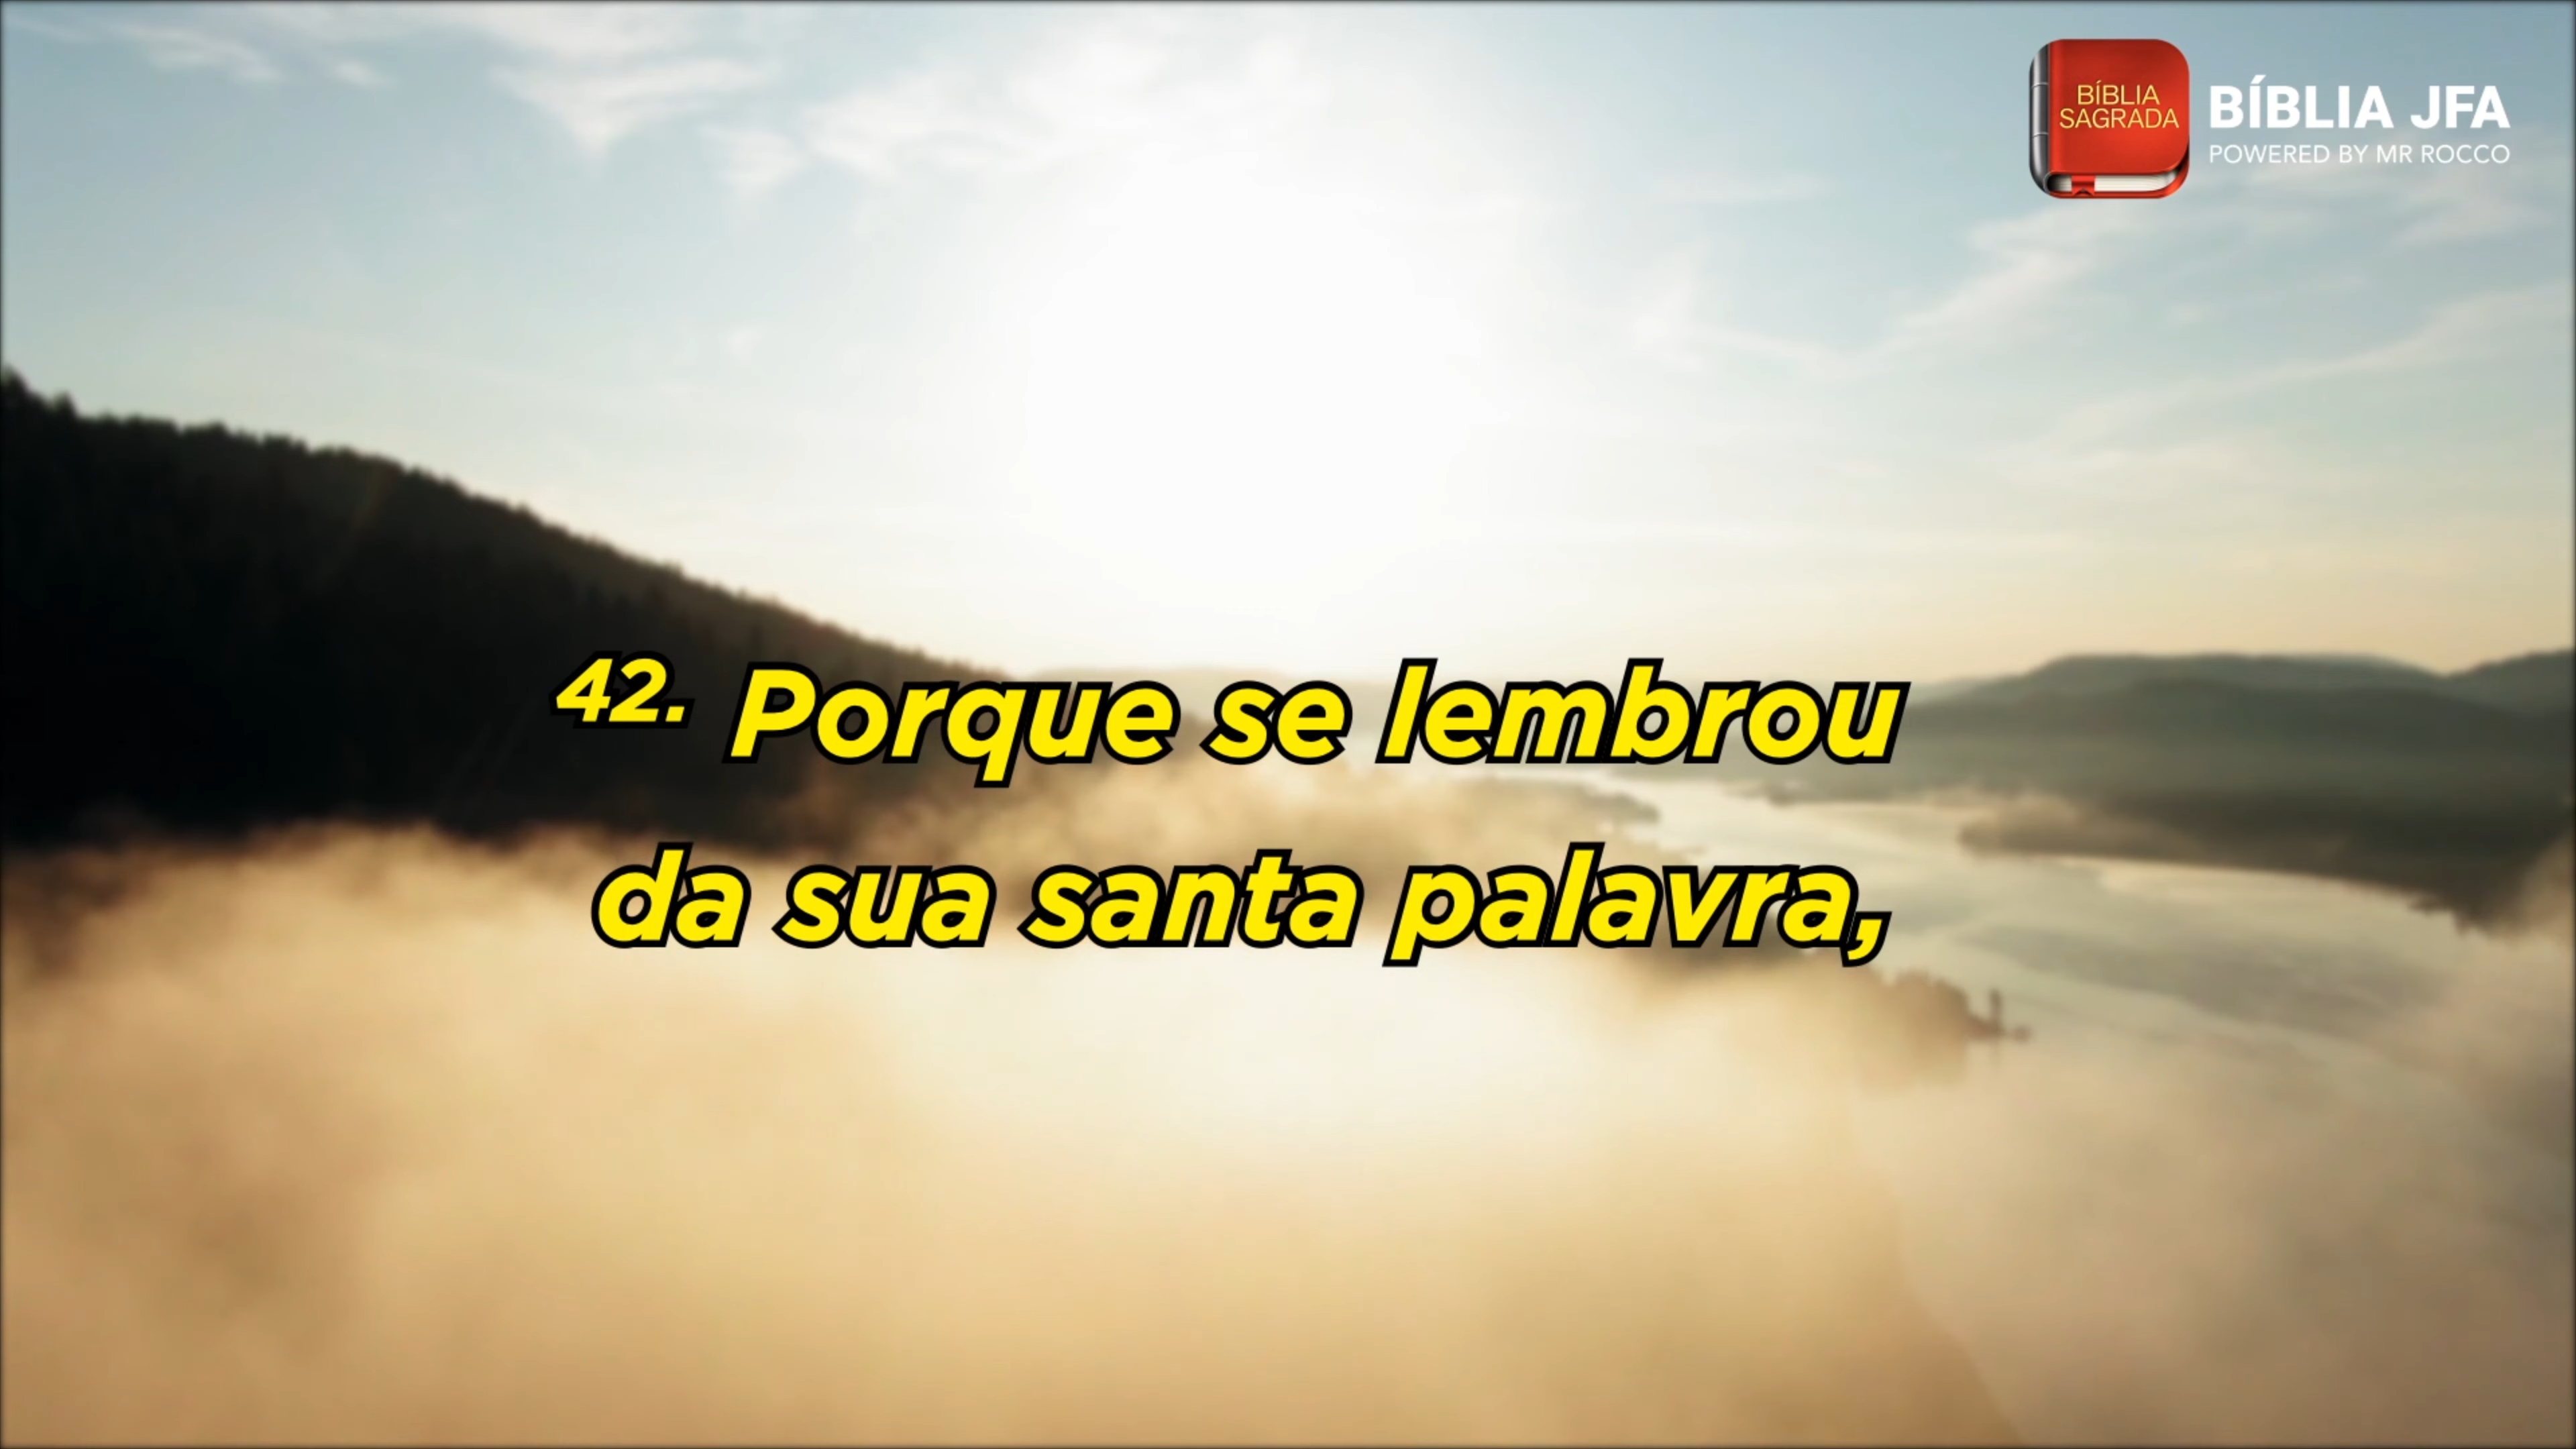 BÍBLIA
SAGRADA
BÍBLIA JFA
POWERED BY MR ROCCO
42. Porque se lembrou
da sua santa palavra,